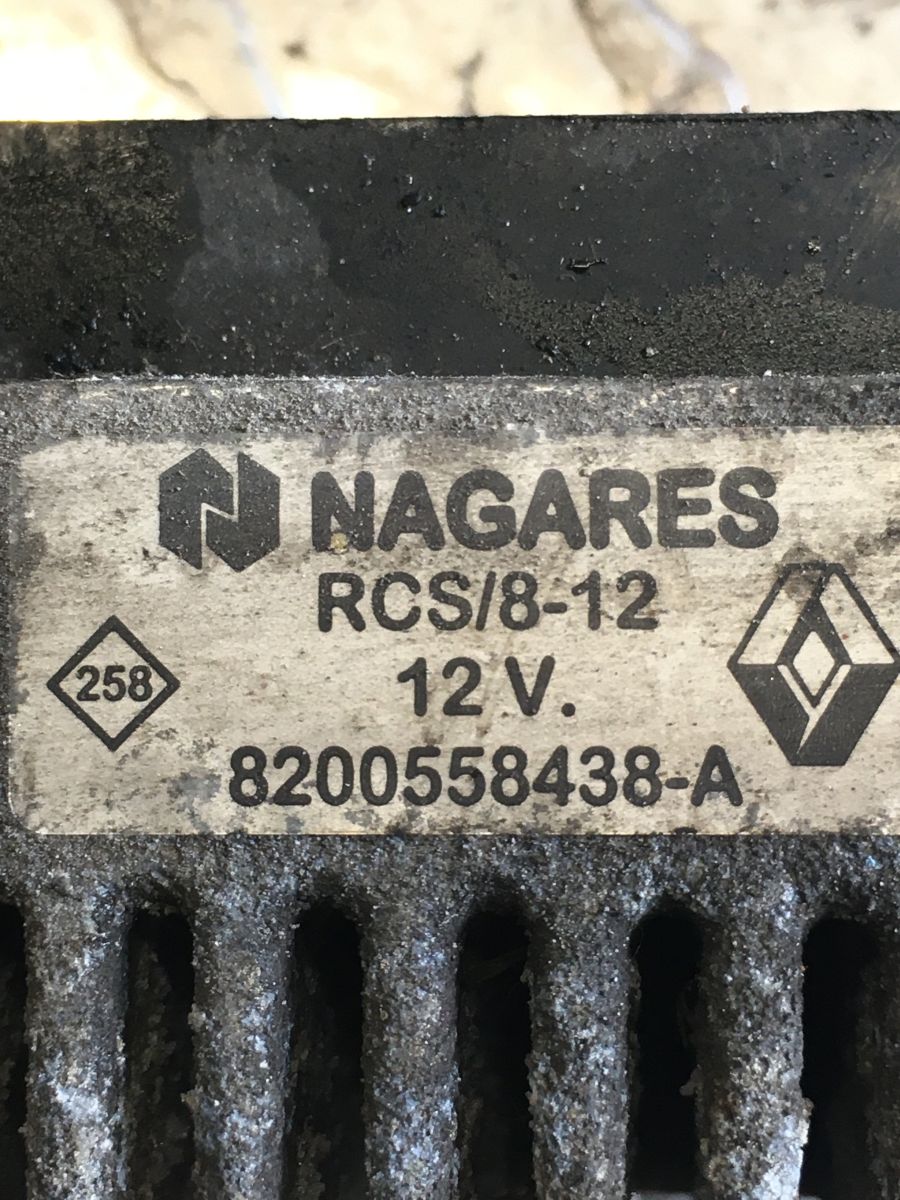 NAGARES
RCS/8-12
258
12 V.
8200558438-A